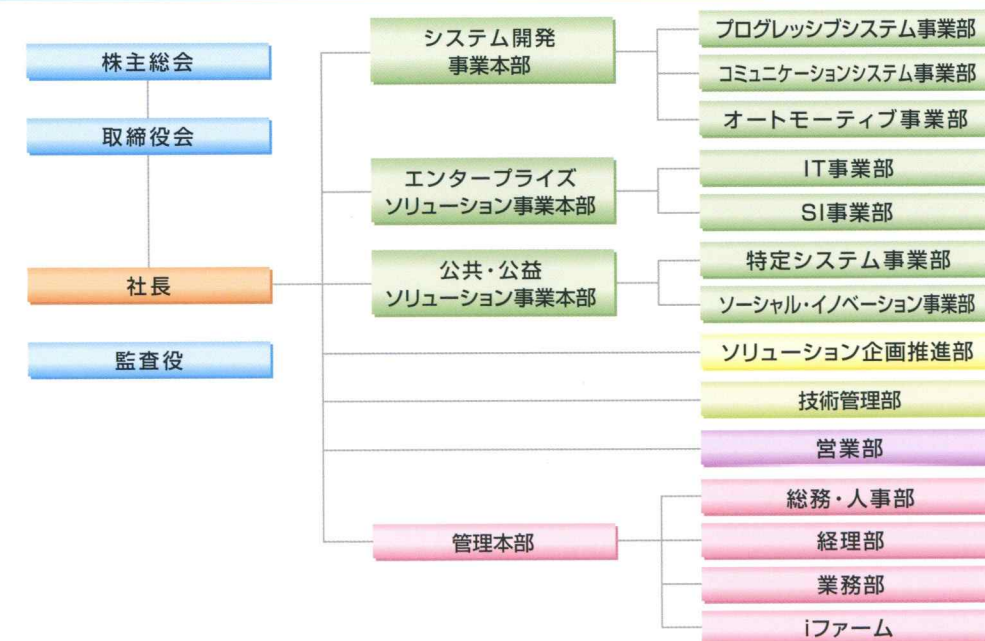 株主総会
取締役会
社長
監査役
システム開発
事業本部
プログレッシブシステム事業部
コミュニケーションシステム事業部
オートモーティブ事業部
エンタープライズ
ソリューション事業本部
IT事業部
SI事業部
公共・公益
ソリューション事業本部
特定システム事業部
ソーシャル・イノベーション事業部
ソリューション企画推進部
技術管理部
営業部
管理本部
総務・人事部
経理部
業務部
iファーム